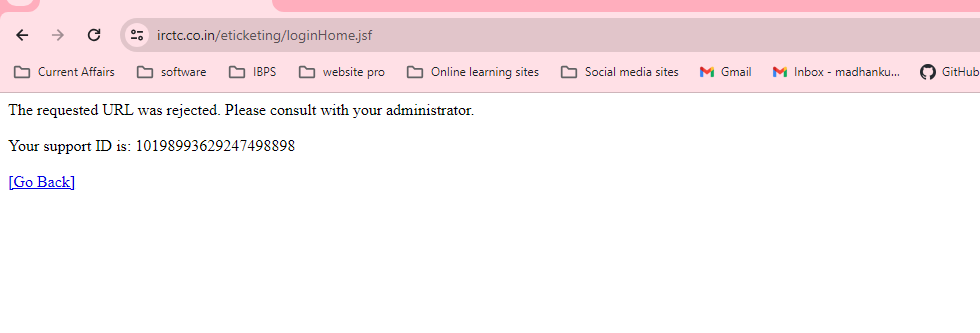 irctc.co.in/eticketing/loginHome.jsf
Current Affairs software IBPS website pro Online learning sites Social media sites Gmail Inbox - madhanku... GitHub
The requested URL was rejected. Please consult with your administrator.
Your support ID is: 10198993629247498898
[Go Back]